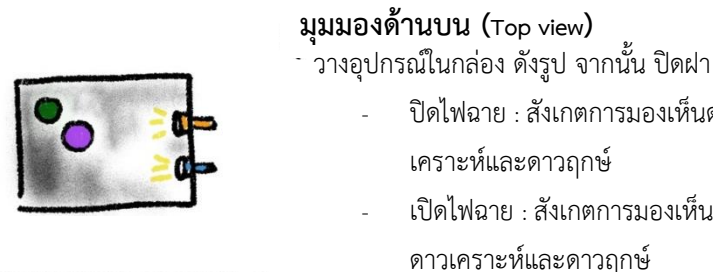 มุมมองด้านบน (Top view)
- วางอุปกรณ์ในกล่อง ดังรูป จากนั้น ปิดฝา
- ปิดไฟฉาย : สังเกตการมองเห็น
เคราะห์และดาวฤกษ์
- เปิดไฟฉาย : สังเกตการมองเห็น
ดาวเคราะห์และดาวฤกษ์